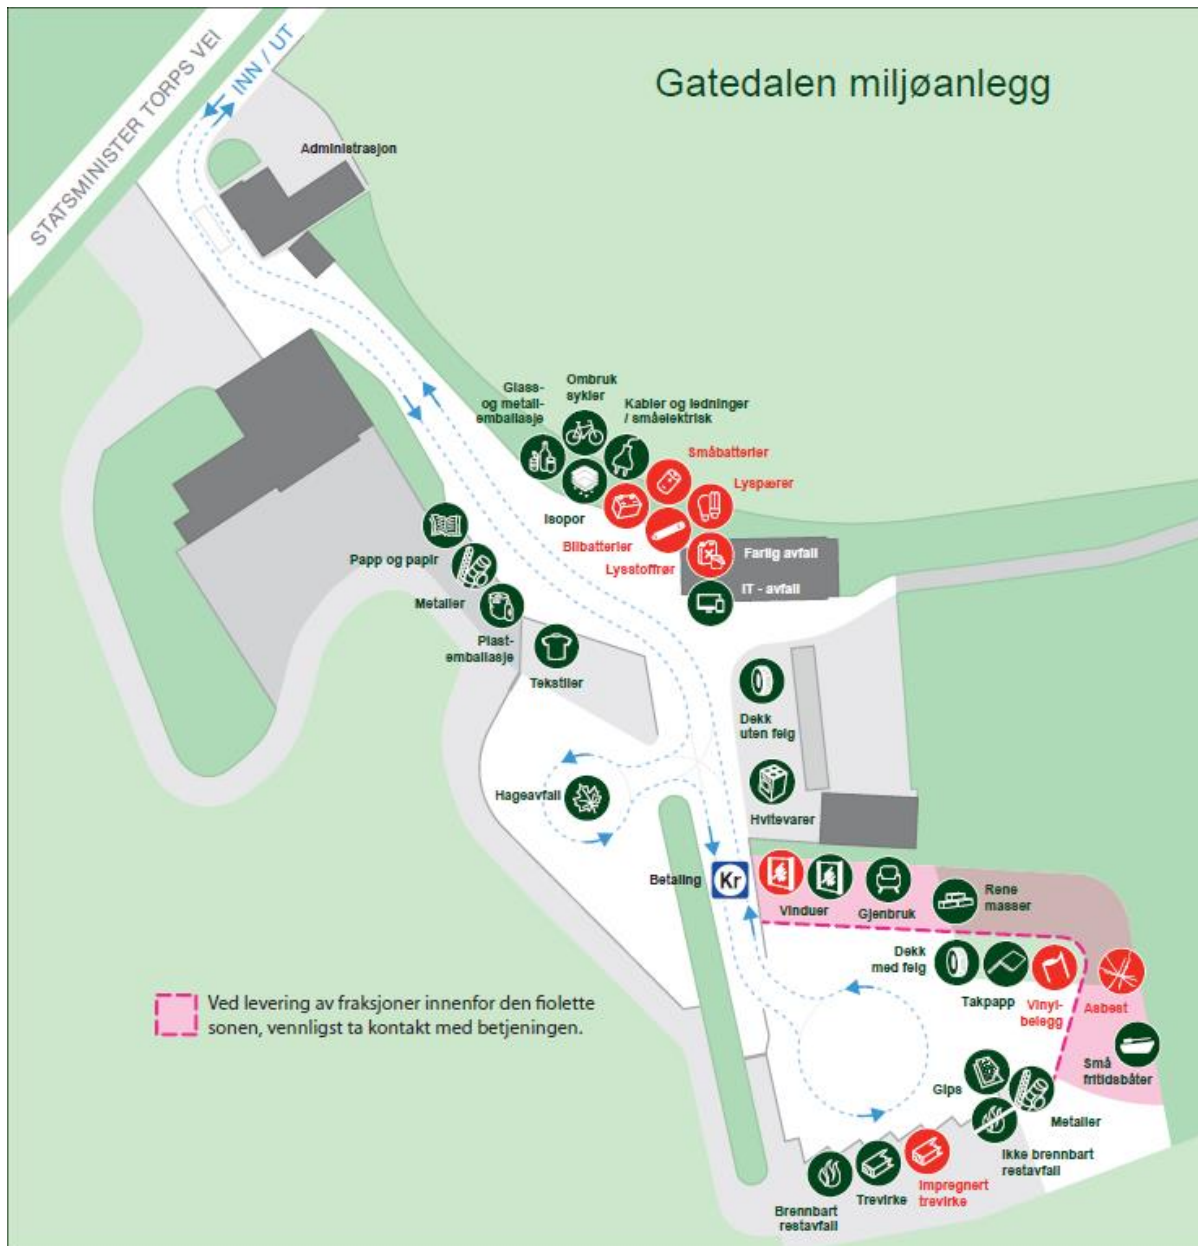 Gatedalen miljøanlegg
STATSMINISTER TORPS VEI
INN / UT
Administrasjon
Glass-
og metall-
emballasje
Ombruk
sykler
Kabler og ledninger
/ småelektrisk
Småbatterier
Lyspærer
Isopor
Bilbatterier
Lysstoffrør
Farlig avfall
IT - avfall
Papp og papir
Metaller
Plast-
emballasje
Tekstiler
Dekk
uten felg
Hageavfall
Hvitevarer
Betaling
Kr
Vinduer
Gjenbruk
Rene
masser
Dekk
med felg
Takpapp
Vinyl-
belegg
Asbest
Ved levering av fraksjoner innenfor den fiolette
sonen, vennligst ta kontakt med betjeningen.
Små
fritidsbåter
Gips
Metaller
Ikke brennbart
restavfall
Impregnert
trevirke
Trevirke
Brennbart
restavfall